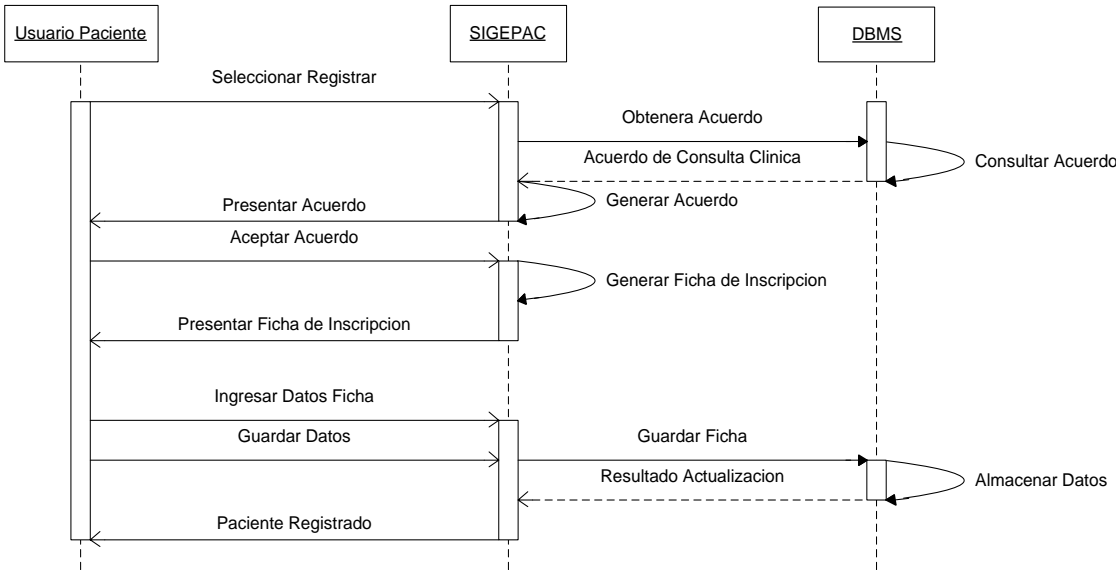 Usuario Paciente
SIGEPAC
DBMS
Seleccionar Registrar
Obtenera Acuerdo
Acuerdo de Consulta Clinica
Consultar Acuerdo
Presentar Acuerdo
Generar Acuerdo
Aceptar Acuerdo
Generar Ficha de Inscripcion
Presentar Ficha de Inscripcion
Ingresar Datos Ficha
Guardar Datos
Guardar Ficha
Resultado Actualizacion
Almacenar Datos
Paciente Registrado